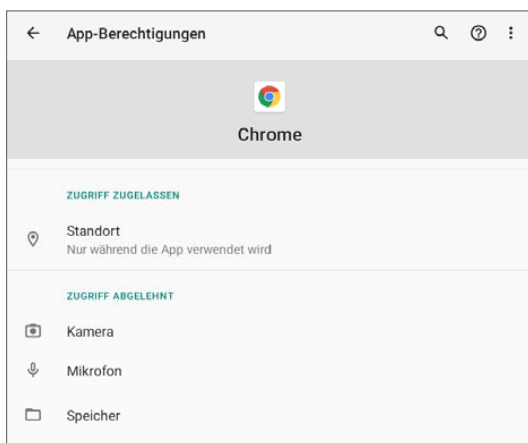 App-Berechtigungen
Chrome
ZUGRIFF ZUGELASSEN
Standort
Nur während die App verwendet wird
ZUGRIFF ABGELEHNT
Kamera
Mikrofon
Speicher